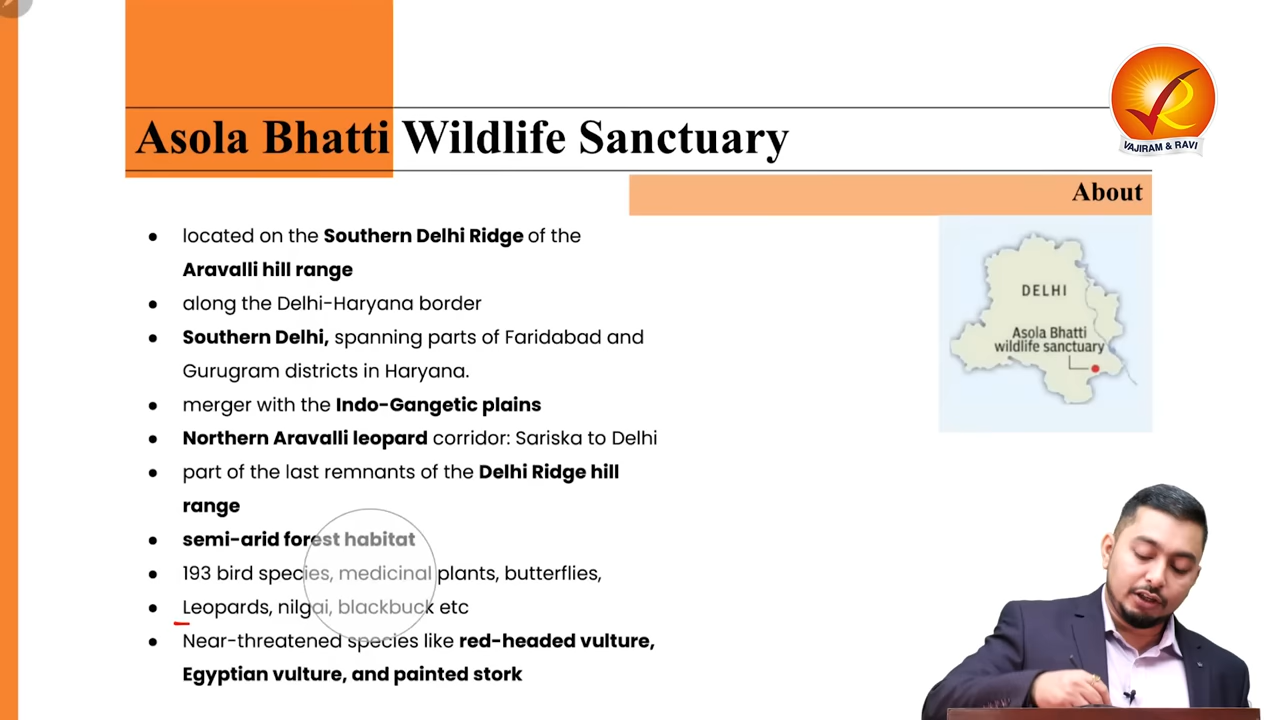 VAJIRAM & RAVI
Asola Bhatti Wildlife Sanctuary
About
● located on the Southern Delhi Ridge of the
Aravalli hill range
● along the Delhi-Haryana border
● Southern Delhi, spanning parts of Faridabad and
Gurugram districts in Haryana.
● merger with the Indo-Gangetic plains
● Northern Aravalli leopard corridor: Sariska to Delhi
● part of the last remnants of the Delhi Ridge hill
range
● semi-arid forest habitat
● 193 bird species, medicinal plants, butterflies,
● Leopards, nilgai, blackbuck etc
● Near-threatened species like red-headed vulture,
Egyptian vulture, and painted stork
DELHI
Asola Bhatti
wildlife sanctuary